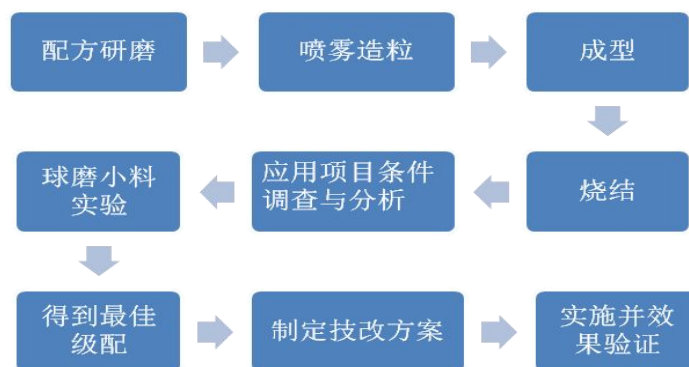 配方研磨
喷雾造粒
成型
烧结
应用项目条件
调查与分析
球磨小料
实验
得到最佳
级配
制定技改方案
实施并效
果验证